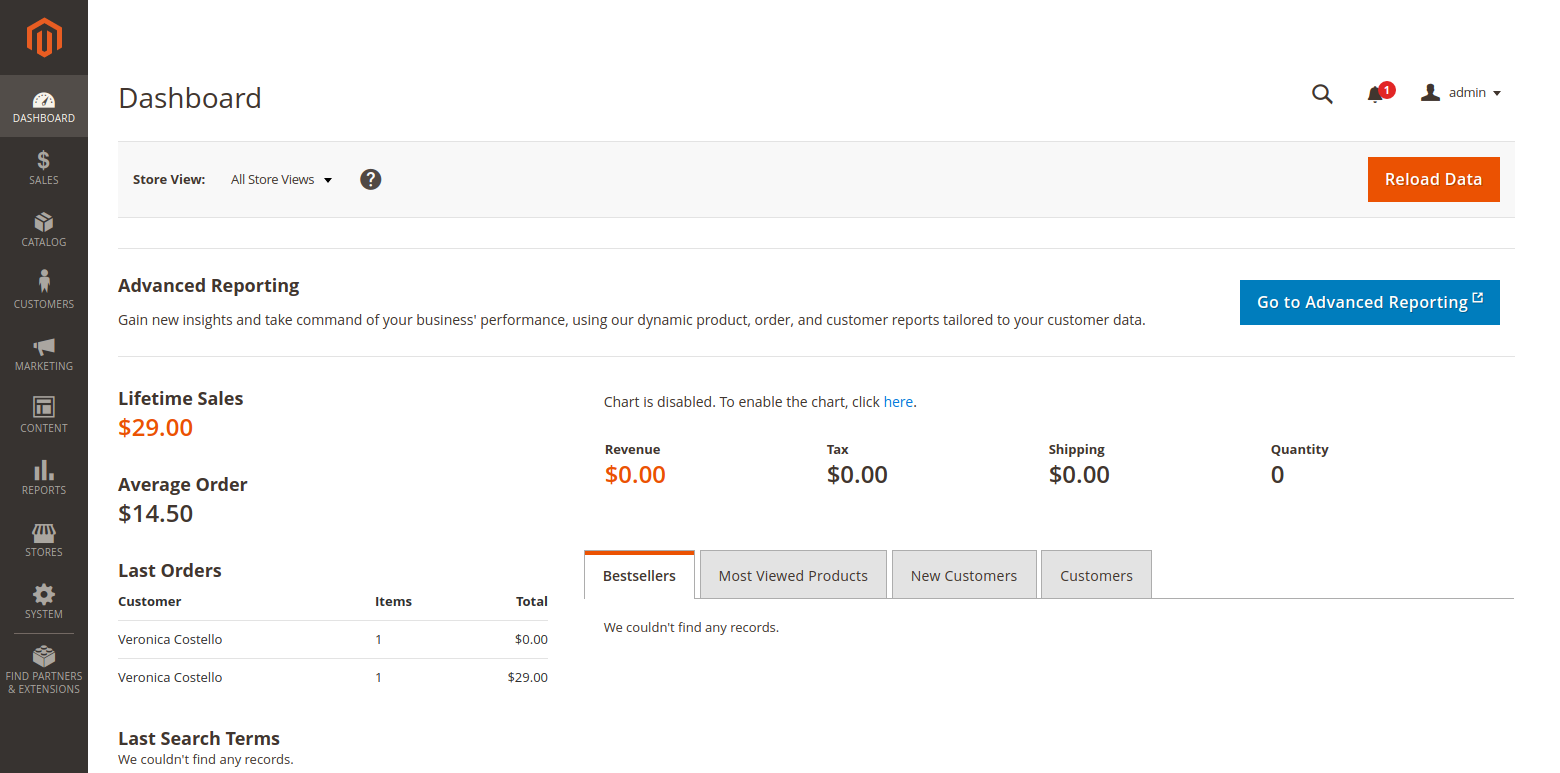 DASHBOARD
SALES
CATALOG
CUSTOMERS
MARKETING
CONTENT
REPORTS
STORES
SYSTEM
FIND PARTNERS
& EXTENSIONS
Dashboard
1
admin
Store View: All Store Views ?
Reload Data
Advanced Reporting
Gain new insights and take command of your business' performance, using our dynamic product, order, and customer reports tailored to your customer data.
Go to Advanced Reporting
Lifetime Sales
$29.00
Average Order
$14.50
Last Orders
Customer Items Total
Veronica Costello 1 $0.00
Veronica Costello 1 $29.00
Last Search Terms
We couldn't find any records.
Chart is disabled. To enable the chart, click here.
Revenue Tax Shipping Quantity
$0.00 $0.00 $0.00 0
Bestsellers Most Viewed Products New Customers Customers
We couldn't find any records.